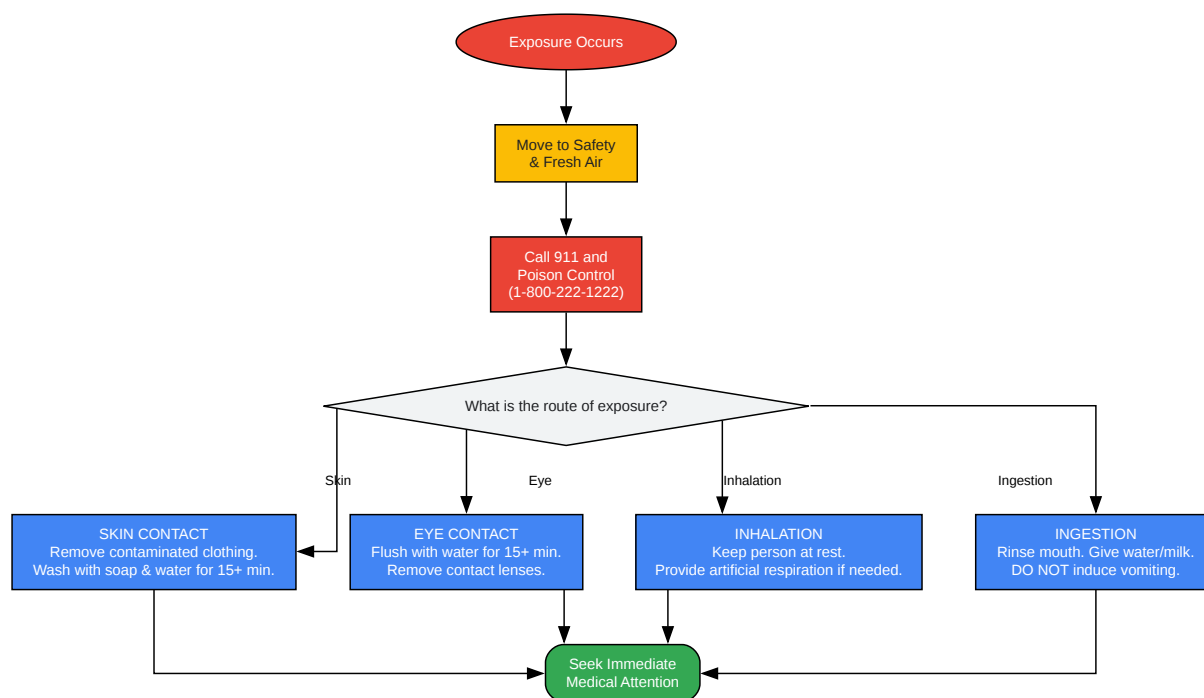 Exposure Occurs
Move to Safety
& Fresh Air
Call 911 and
Poison Control
(1-800-222-1222)
What is the route of exposure?
Skin
Eye
Inhalation
Ingestion
SKIN CONTACT
Remove contaminated clothing.
Wash with soap & water for 15+ min.
EYE CONTACT
Flush with water for 15+ min.
Remove contact lenses.
INHALATION
Keep person at rest.
Provide artificial respiration if needed.
INGESTION
Rinse mouth. Give water/milk.
DO NOT induce vomiting.
Seek Immediate
Medical Attention